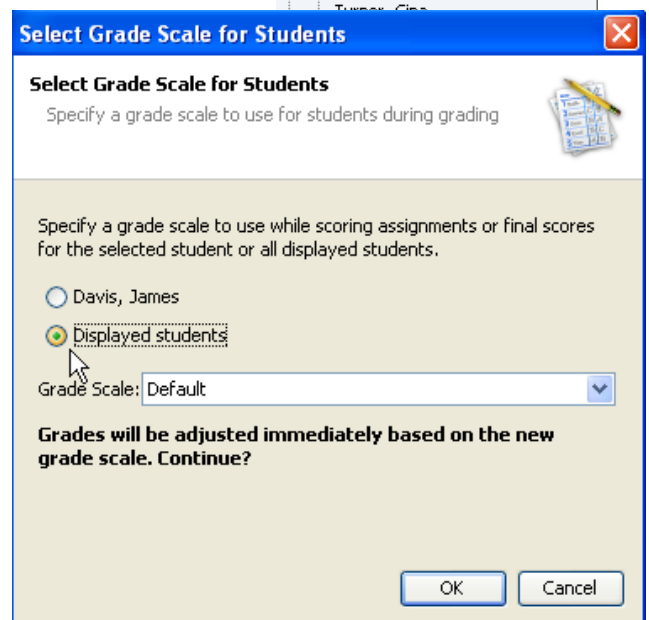 Select Grade Scale for Students
Select Grade Scale for Students
Specify a grade scale to use for students during grading
Specify a grade scale to use while scoring assignments or final scores
for the selected student or all displayed students.
Davis, James
Displayed students
Grade Scale: Default
Grades will be adjusted immediately based on the new
grade scale. Continue?
OK Cancel